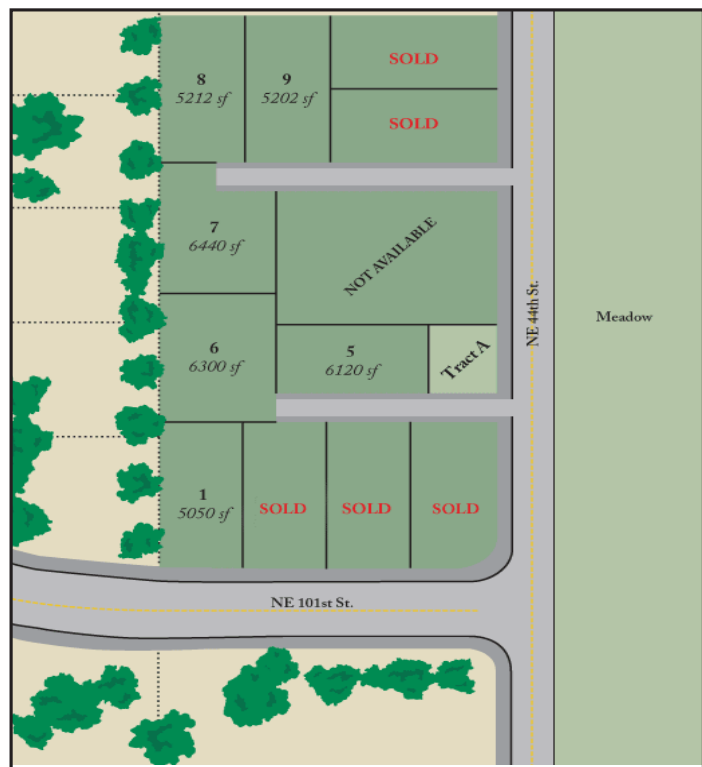 8
5212 sf
9
5202 sf
SOLD
SOLD
7
6440 sf
NOT AVAILABLE
NE 44th St.
Meadow
6
6300 sf
5
6120 sf
Tract A
1
5050 sf
SOLD
SOLD
SOLD
NE 101st St.